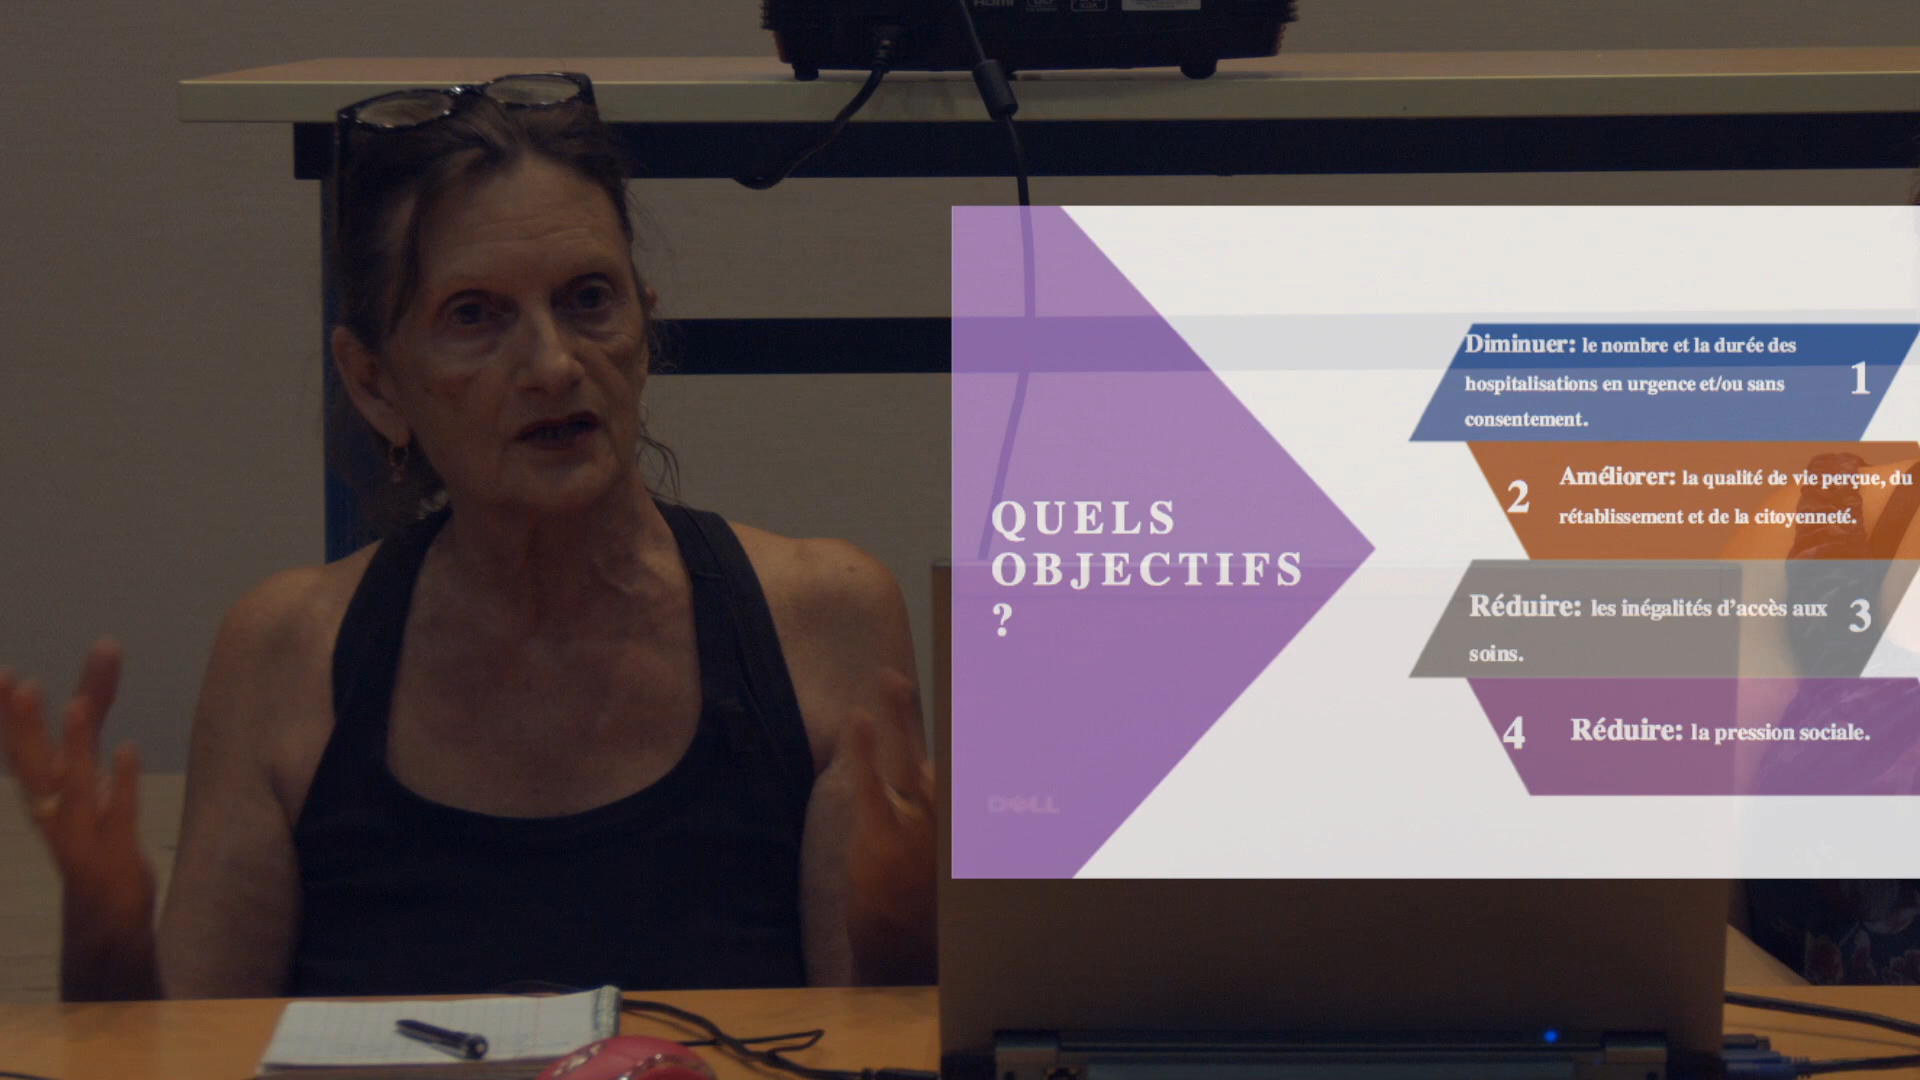 HDMI
QUELS
OBJECTIFS
?
Diminuer: le nombre et la durée des
hospitalisations en urgence et/ou sans
consentement.
1
2
Améliorer: la qualité de vie perçue, du
rétablissement et de la citoyenneté.
Réduire: les inégalités d'accès aux
soins.
3
4
Réduire: la pression sociale.
DELL